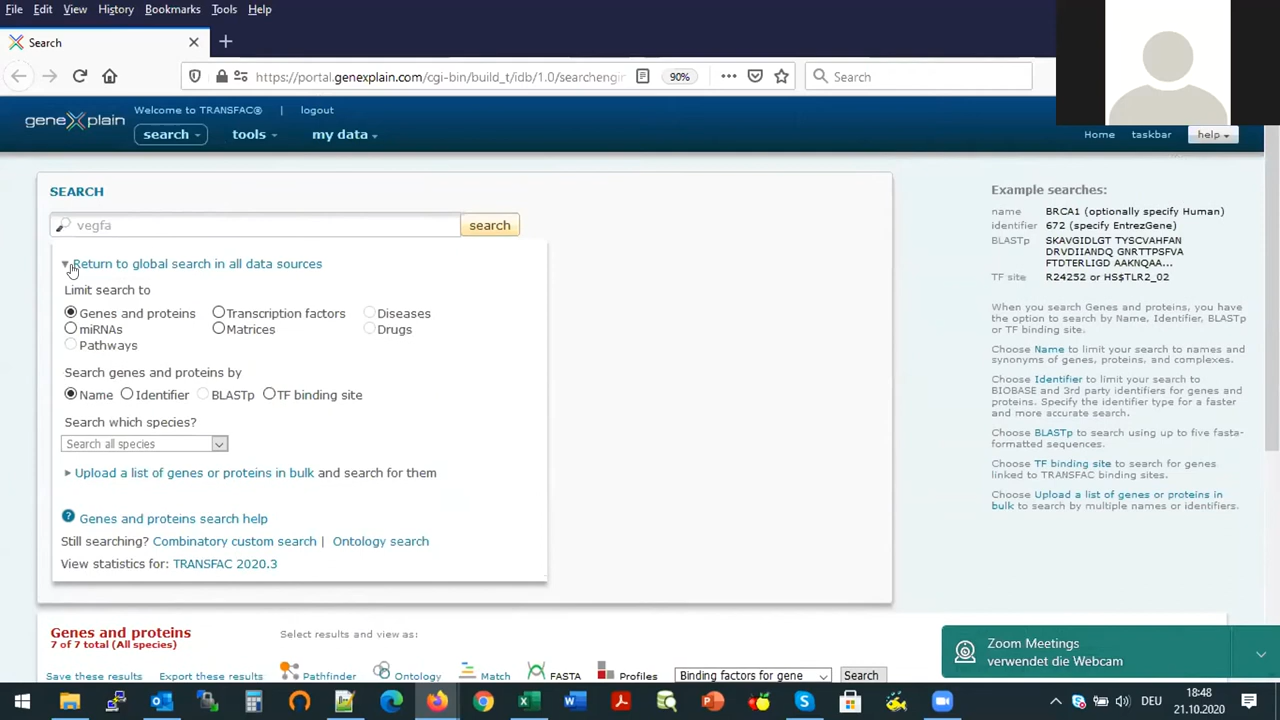 File Edit View History Bookmarks Tools Help
Search
https://portal.genexplain.com/cgi-bin/build_t/idb/1.0/searchengin
90%
Search
geneXplain
Welcome to TRANSFAC® | logout
search tools my data
Home taskbar help
SEARCH
vegfa
search
Return to global search in all data sources
Limit search to
Genes and proteins Transcription factors Diseases
miRNAs Matrices Drugs
Pathways
Search genes and proteins by
Name Identifier BLASTp TF binding site
Search which species?
Search all species
Upload a list of genes or proteins in bulk and search for them
Genes and proteins search help
Still searching? Combinatory custom search | Ontology search
View statistics for: TRANSFAC 2020.3
Example searches:
name BRCA1 (optionally specify Human)
identifier 672 (specify EntrezGene)
BLASTp SKAVGIDLGT TYSCVAHFAN
DRVDIIANDQ GNRTTPSFVA
FTDTERLIGD AAKNQAA...
TF site R24252 or HS$TLR2_02
When you search Genes and proteins, you have
the option to search by Name, Identifier, BLASTp
or TF binding site.
Choose Name to limit your search to names and
synonyms of genes, proteins, and complexes.
Choose Identifier to limit your search to
BIOBASE and 3rd party identifiers for genes and
proteins. Specify the identifier type for a faster
and more accurate search.
Choose BLASTp to search using up to five fasta-
formatted sequences.
Choose TF binding site to search for genes
linked to TRANSFAC binding sites.
Choose Upload a list of genes or proteins in
bulk to search by multiple names or identifiers.
Genes and proteins
7 of 7 total (All species)
Select results and view as:
Save these results Export these results Pathfinder Ontology Match FASTA Profiles Binding factors for gene Search
Zoom Meetings
verwendet die Webcam
DEU
18:48
21.10.2020